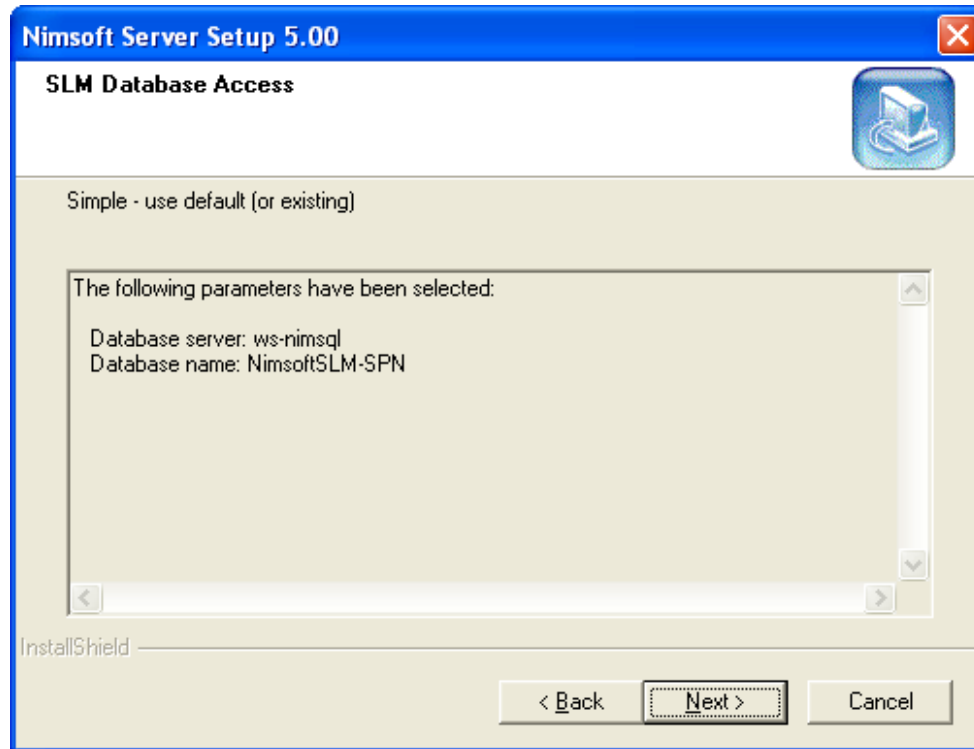 Nimsoft Server Setup 5.00
SLM Database Access
Simple - use default (or existing)
The following parameters have been selected:
Database server: ws-nimsql
Database name: NimsoftSLM-SPN
InstallShield
< Back
Next >
Cancel